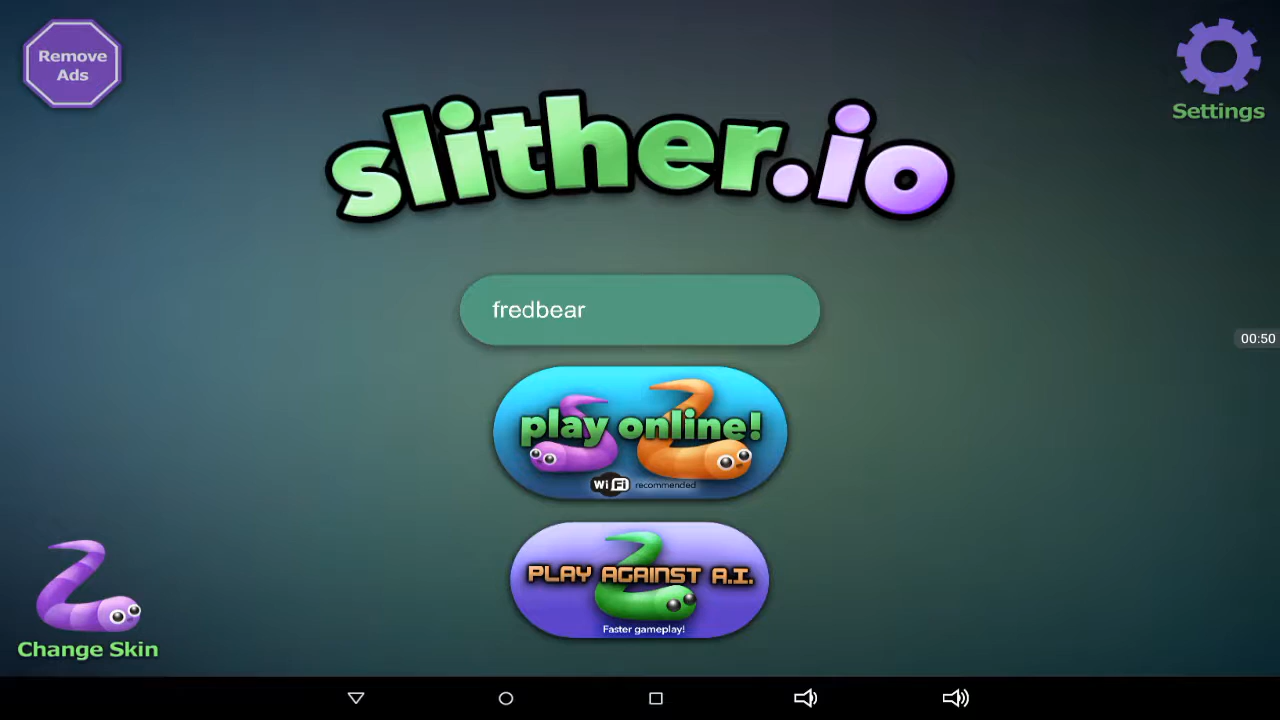 Remove
Ads
Settings
slither.io
fredbear
00:50
play online!
WiFi recommended
PLAY AGAINST A.I.
Faster gameplay!
Change Skin